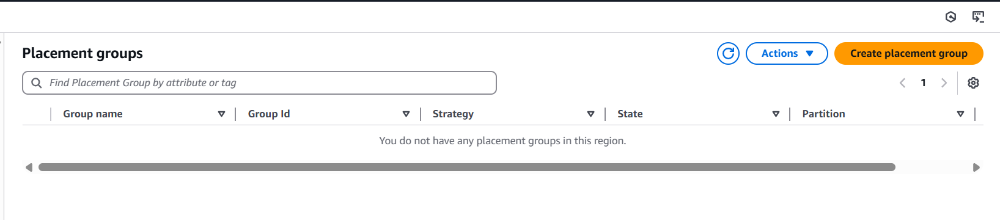 Placement groups
Actions
Create placement group
Find Placement Group by attribute or tag
1
Group name
Group Id
Strategy
State
Partition
You do not have any placement groups in this region.